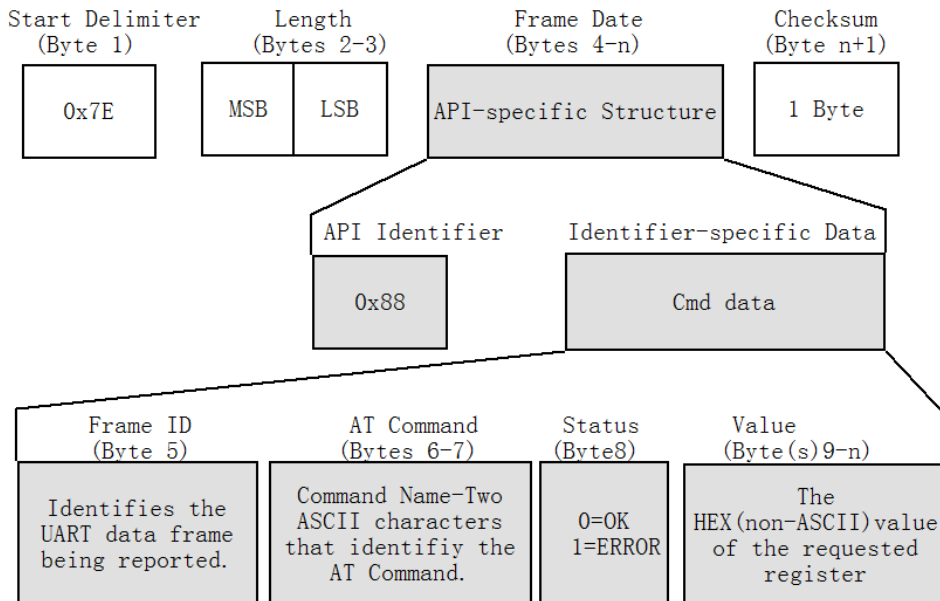 Start Delimiter
(Byte 1)
Length
(Bytes 2-3)
Frame Date
(Bytes 4-n)
Checksum
(Byte n+1)
0x7E
MSB
LSB
API-specific Structure
1 Byte
API Identifier
Identifier-specific Data
0x88
Cmd data
Frame ID
(Byte 5)
AT Command
(Bytes 6-7)
Status
(Byte8)
Value
(Byte(s)9-n)
Identifies the
UART data frame
being reported.
Command Name-Two
ASCII characters
that identifiy the
AT Command.
0=OK
1=ERROR
The
HEX(non-ASCII)value
of the requested
register